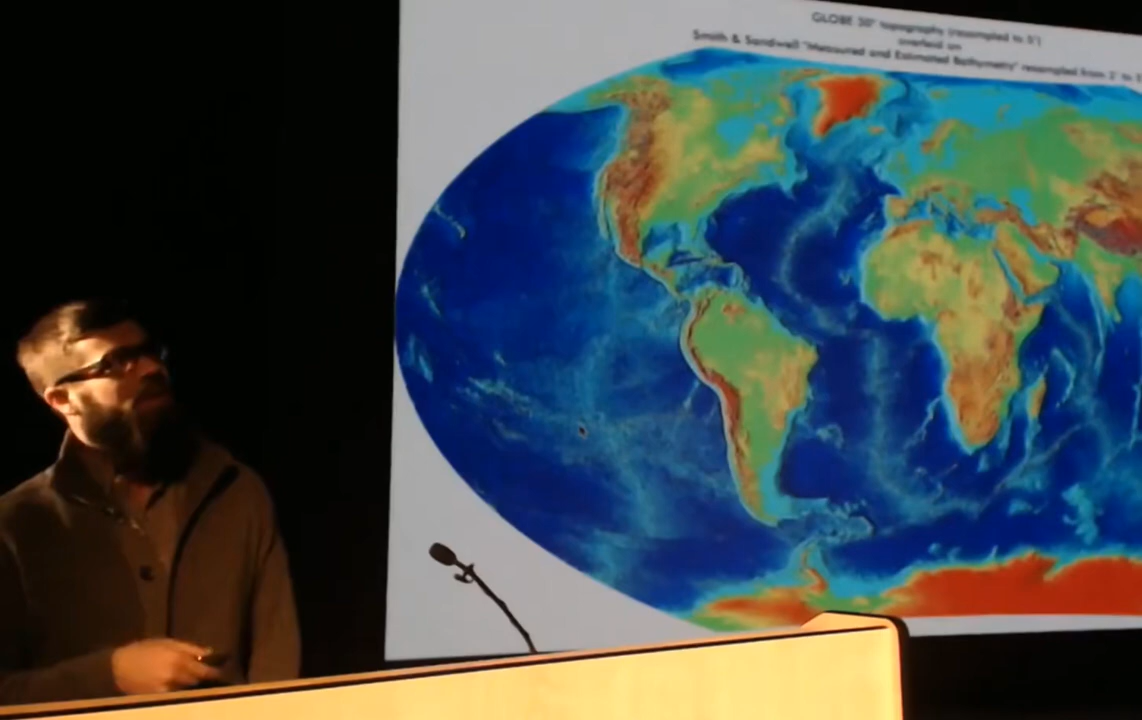 GLOBE 30" topography (resampled to 5')
overlaid on
Smith & Sandwell "Measured and Estimated Bathymetry" resampled from 2' to